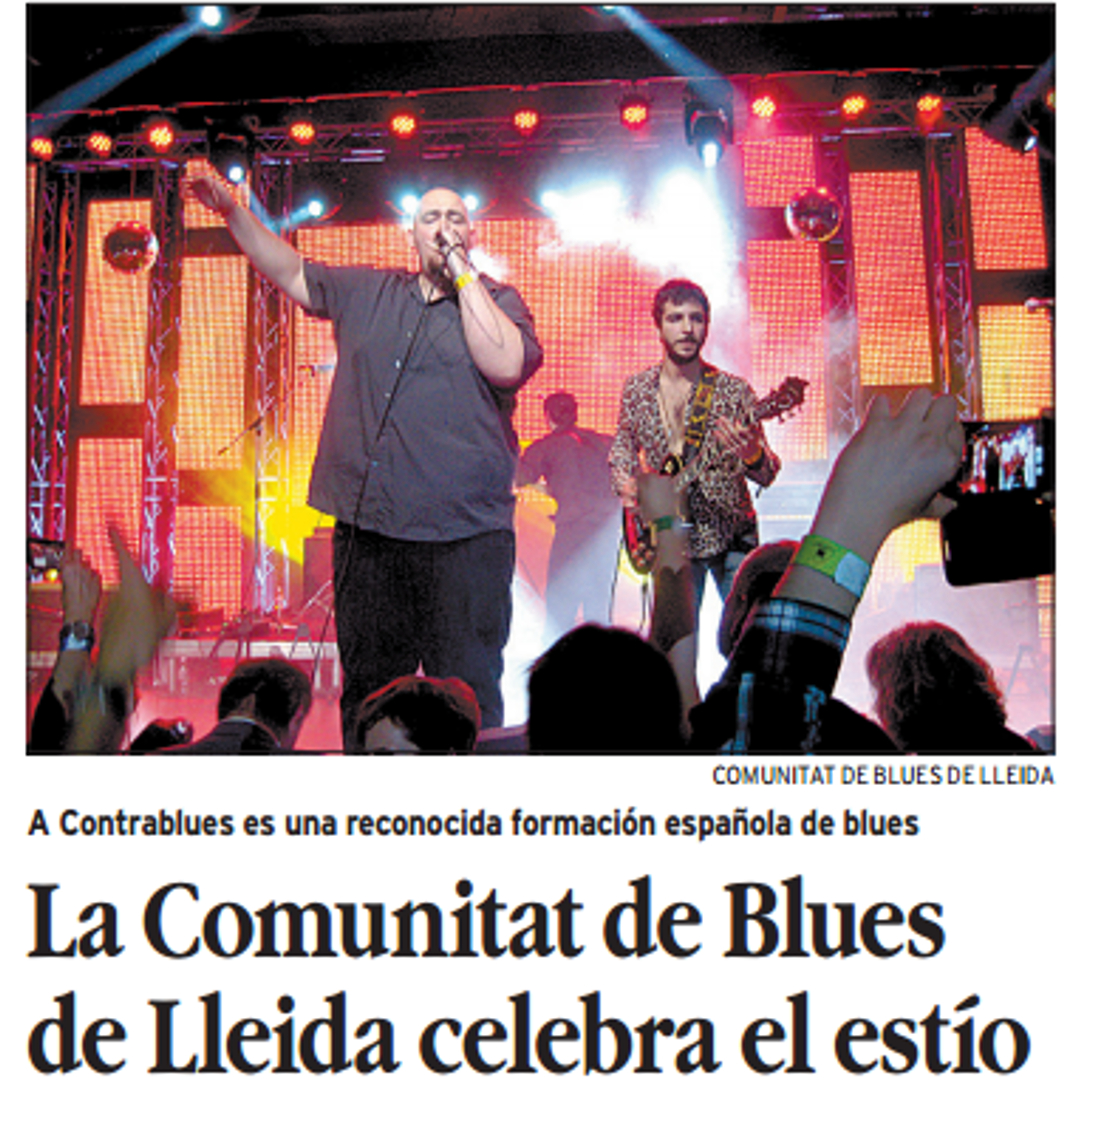 COMUNITAT DE BLUES DE LLEIDA
A Contrablues es una reconocida formación española de blues
La Comunitat de Blues
de Lleida celebra el estío